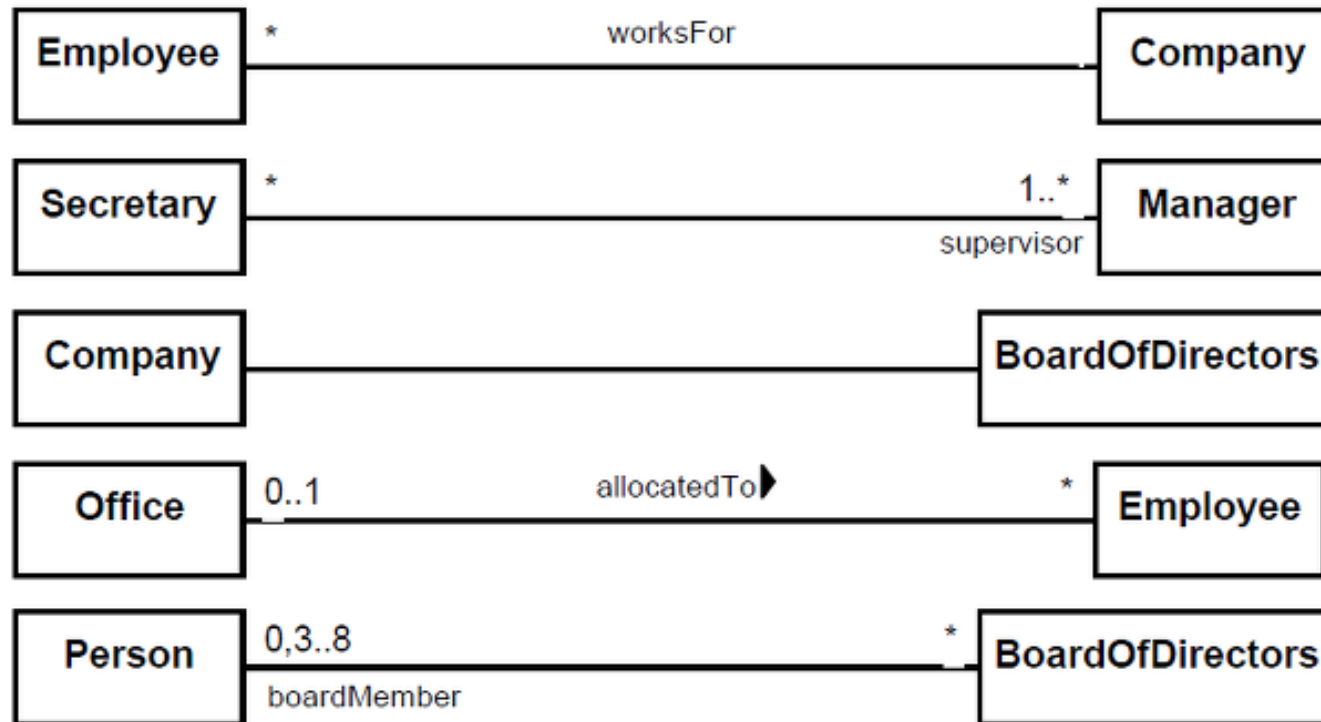 Employee * worksFor Company
Secretary * 1..* Manager
supervisor
Company BoardOfDirectors
Office 0..1 allocatedTo * Employee
Person 0,3..8 * BoardOfDirectors
boardMember